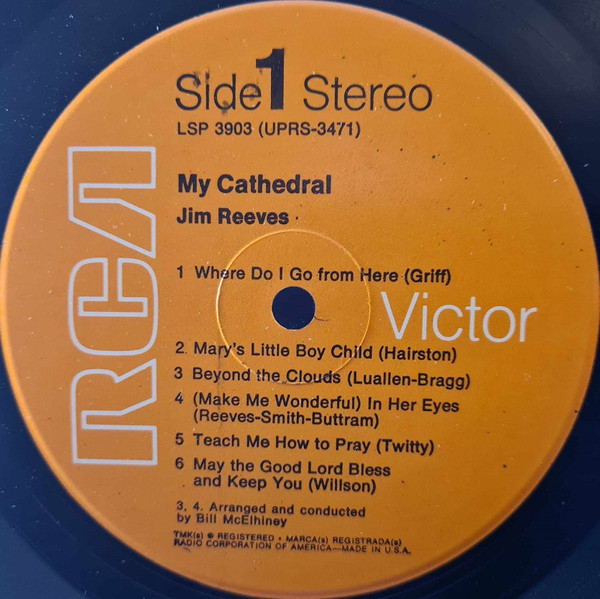 Side 1 Stereo
LSP 3903 (UPRS-3471)
My Cathedral
Jim Reeves
RCA
1 Where Do I Go from Here (Griff)
Victor
2. Mary's Little Boy Child (Hairston)
3 Beyond the Clouds (Luallen-Bragg)
4 (Make Me Wonderful) In Her Eyes
(Reeves-Smith-Buttram)
5 Teach Me How to Pray (Twitty)
6 May the Good Lord Bless
and Keep You (Willson)
3, 4. Arranged and conducted
by Bill McElhiney
TMK(s) ® REGISTERED • MARCA(s) REGISTRADA(s)
RADIO CORPORATION OF AMERICA—MADE IN U.S.A.